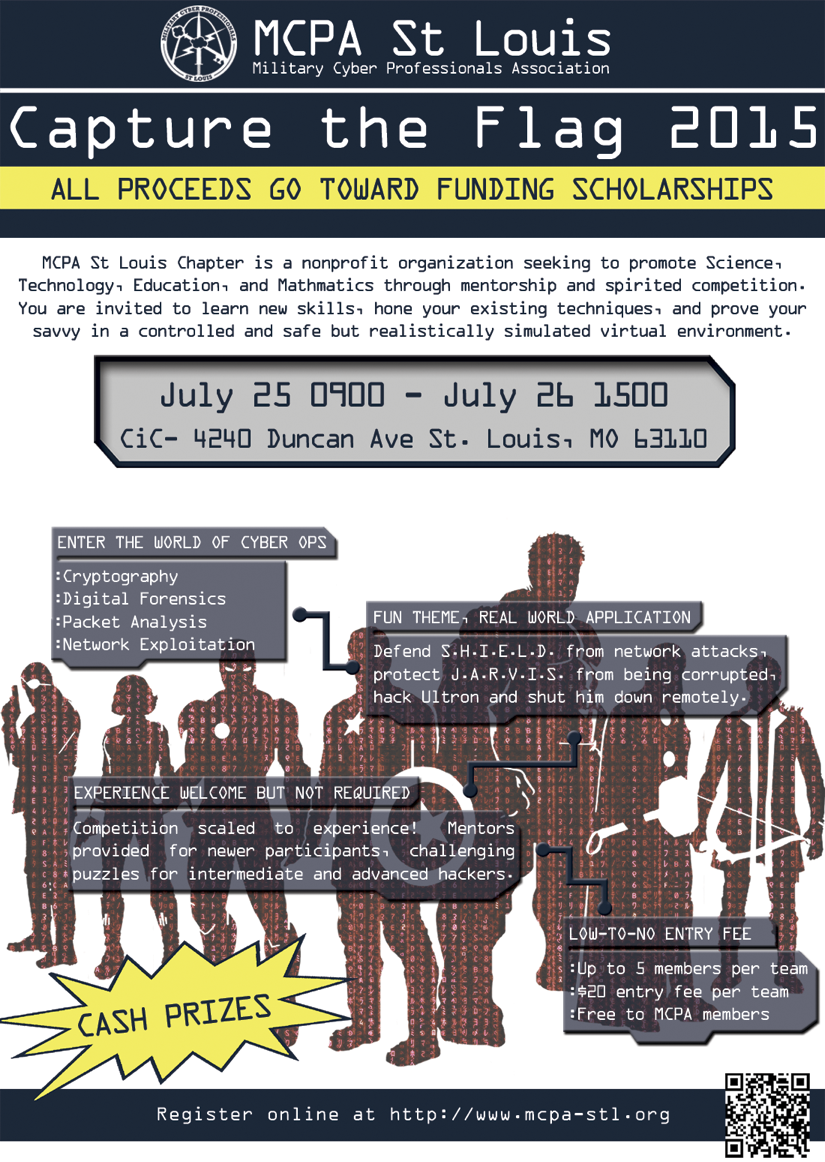 MILITARY CYBER PROFESSIONALS
ST LOUIS
MCPA St Louis
Military Cyber Professionals Association
Capture the Flag 2015
ALL PROCEEDS GO TOWARD FUNDING SCHOLARSHIPS
MCPA St Louis Chapter is a nonprofit organization seeking to promote Science,
Technology, Education, and Mathmatics through mentorship and spirited competition.
You are invited to learn new skills, hone your existing techniques, and prove your
savvy in a controlled and safe but realistically simulated virtual environment.
July 25 0900 - July 26 1500
CiC- 4240 Duncan Ave St. Louis, MO 63110
ENTER THE WORLD OF CYBER OPS
:Cryptography
:Digital Forensics
:Packet Analysis
:Network Exploitation
FUN THEME, REAL WORLD APPLICATION
Defend S.H.I.E.L.D. from network attacks,
protect J.A.R.V.I.S. from being corrupted,
hack Ultron and shut him down remotely.
EXPERIENCE WELCOME BUT NOT REQUIRED
Competition scaled to experience! Mentors
provided for newer participants, challenging
puzzles for intermediate and advanced hackers.
LOW-TO-NO ENTRY FEE
:Up to 5 members per team
:$20 entry fee per team
:Free to MCPA members
CASH PRIZES
Register online at http://www.mcpa-stl.org